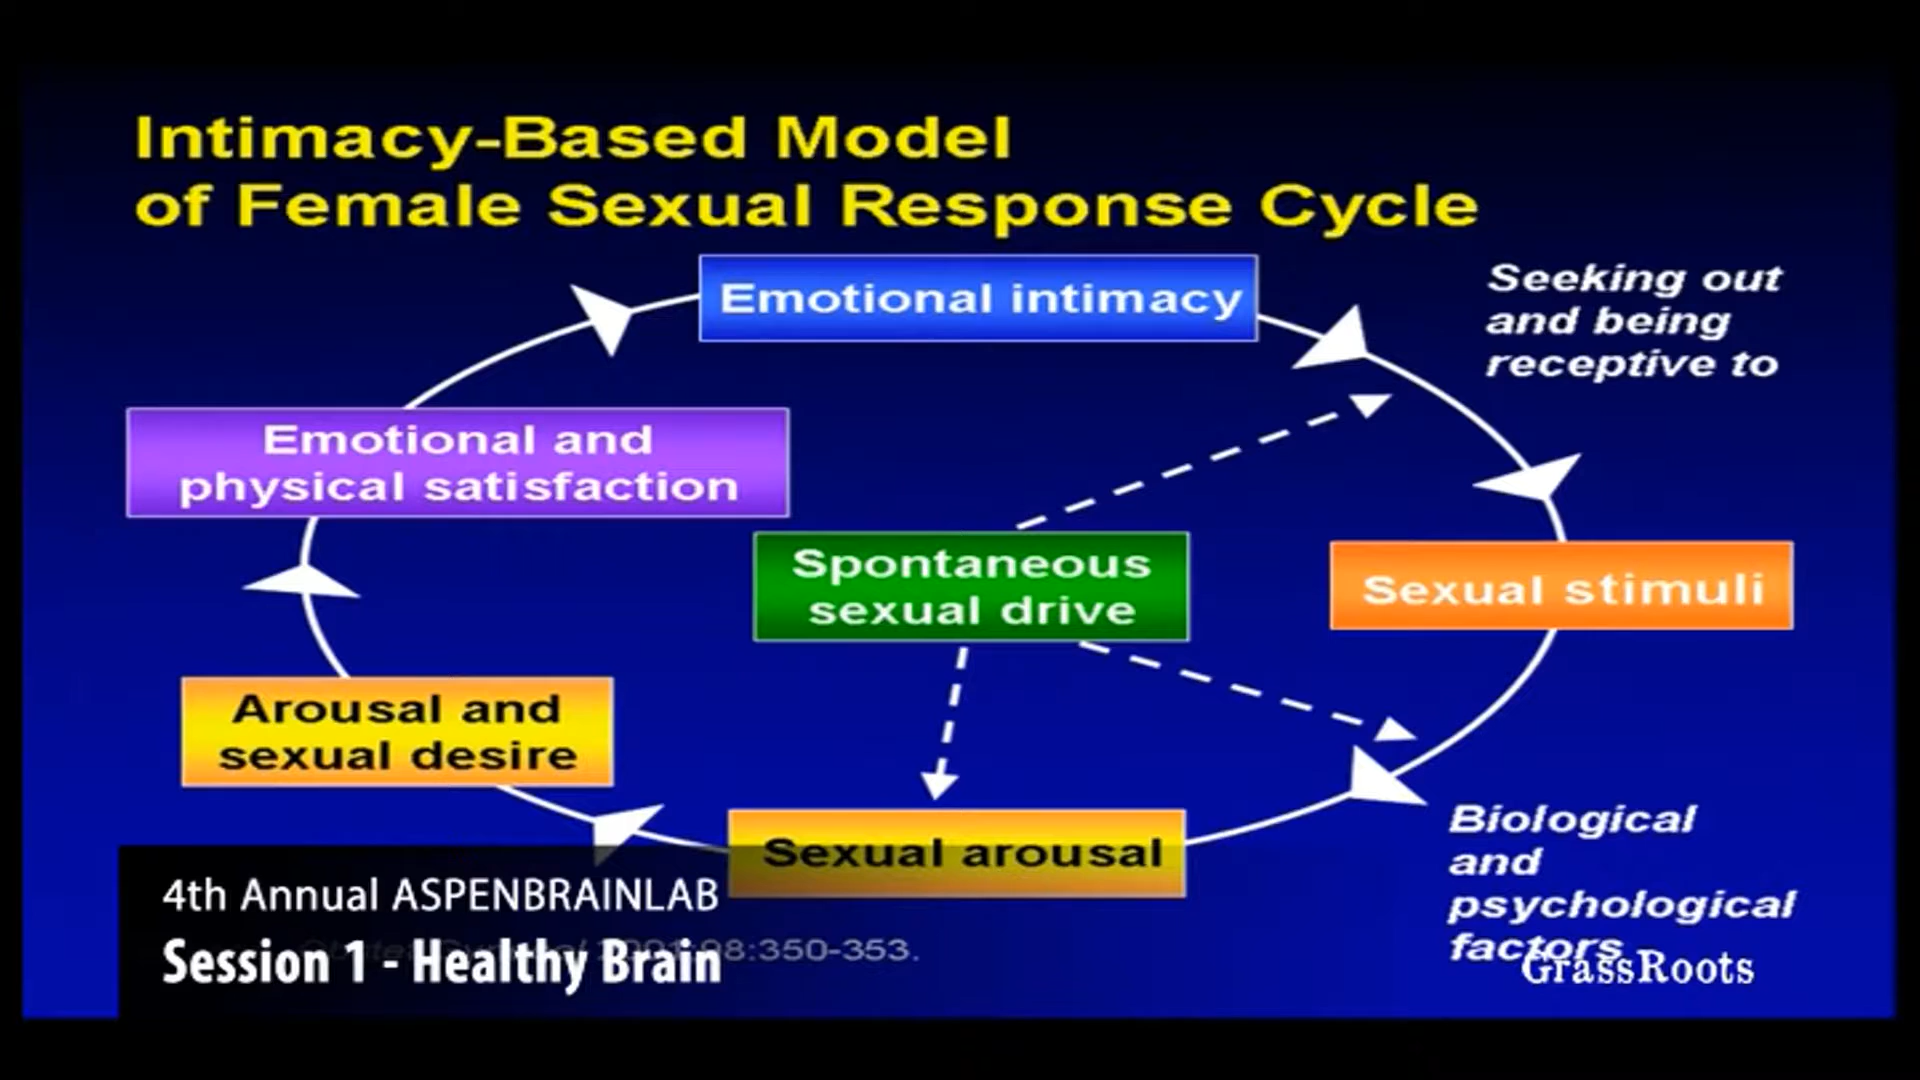 Intimacy-Based Model
of Female Sexual Response Cycle
Emotional intimacy
Seeking out
and being
receptive to
Emotional and
physical satisfaction
Spontaneous
sexual drive
Sexual stimuli
Arousal and
sexual desire
Sexual arousal
Biological
and
psychological
factors
4th Annual ASPENBRAINLAB
:350-353.
Session 1 - Healthy Brain
GrassRoots